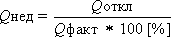 Qнед = Qоткл / Qфакт * 100 [%]